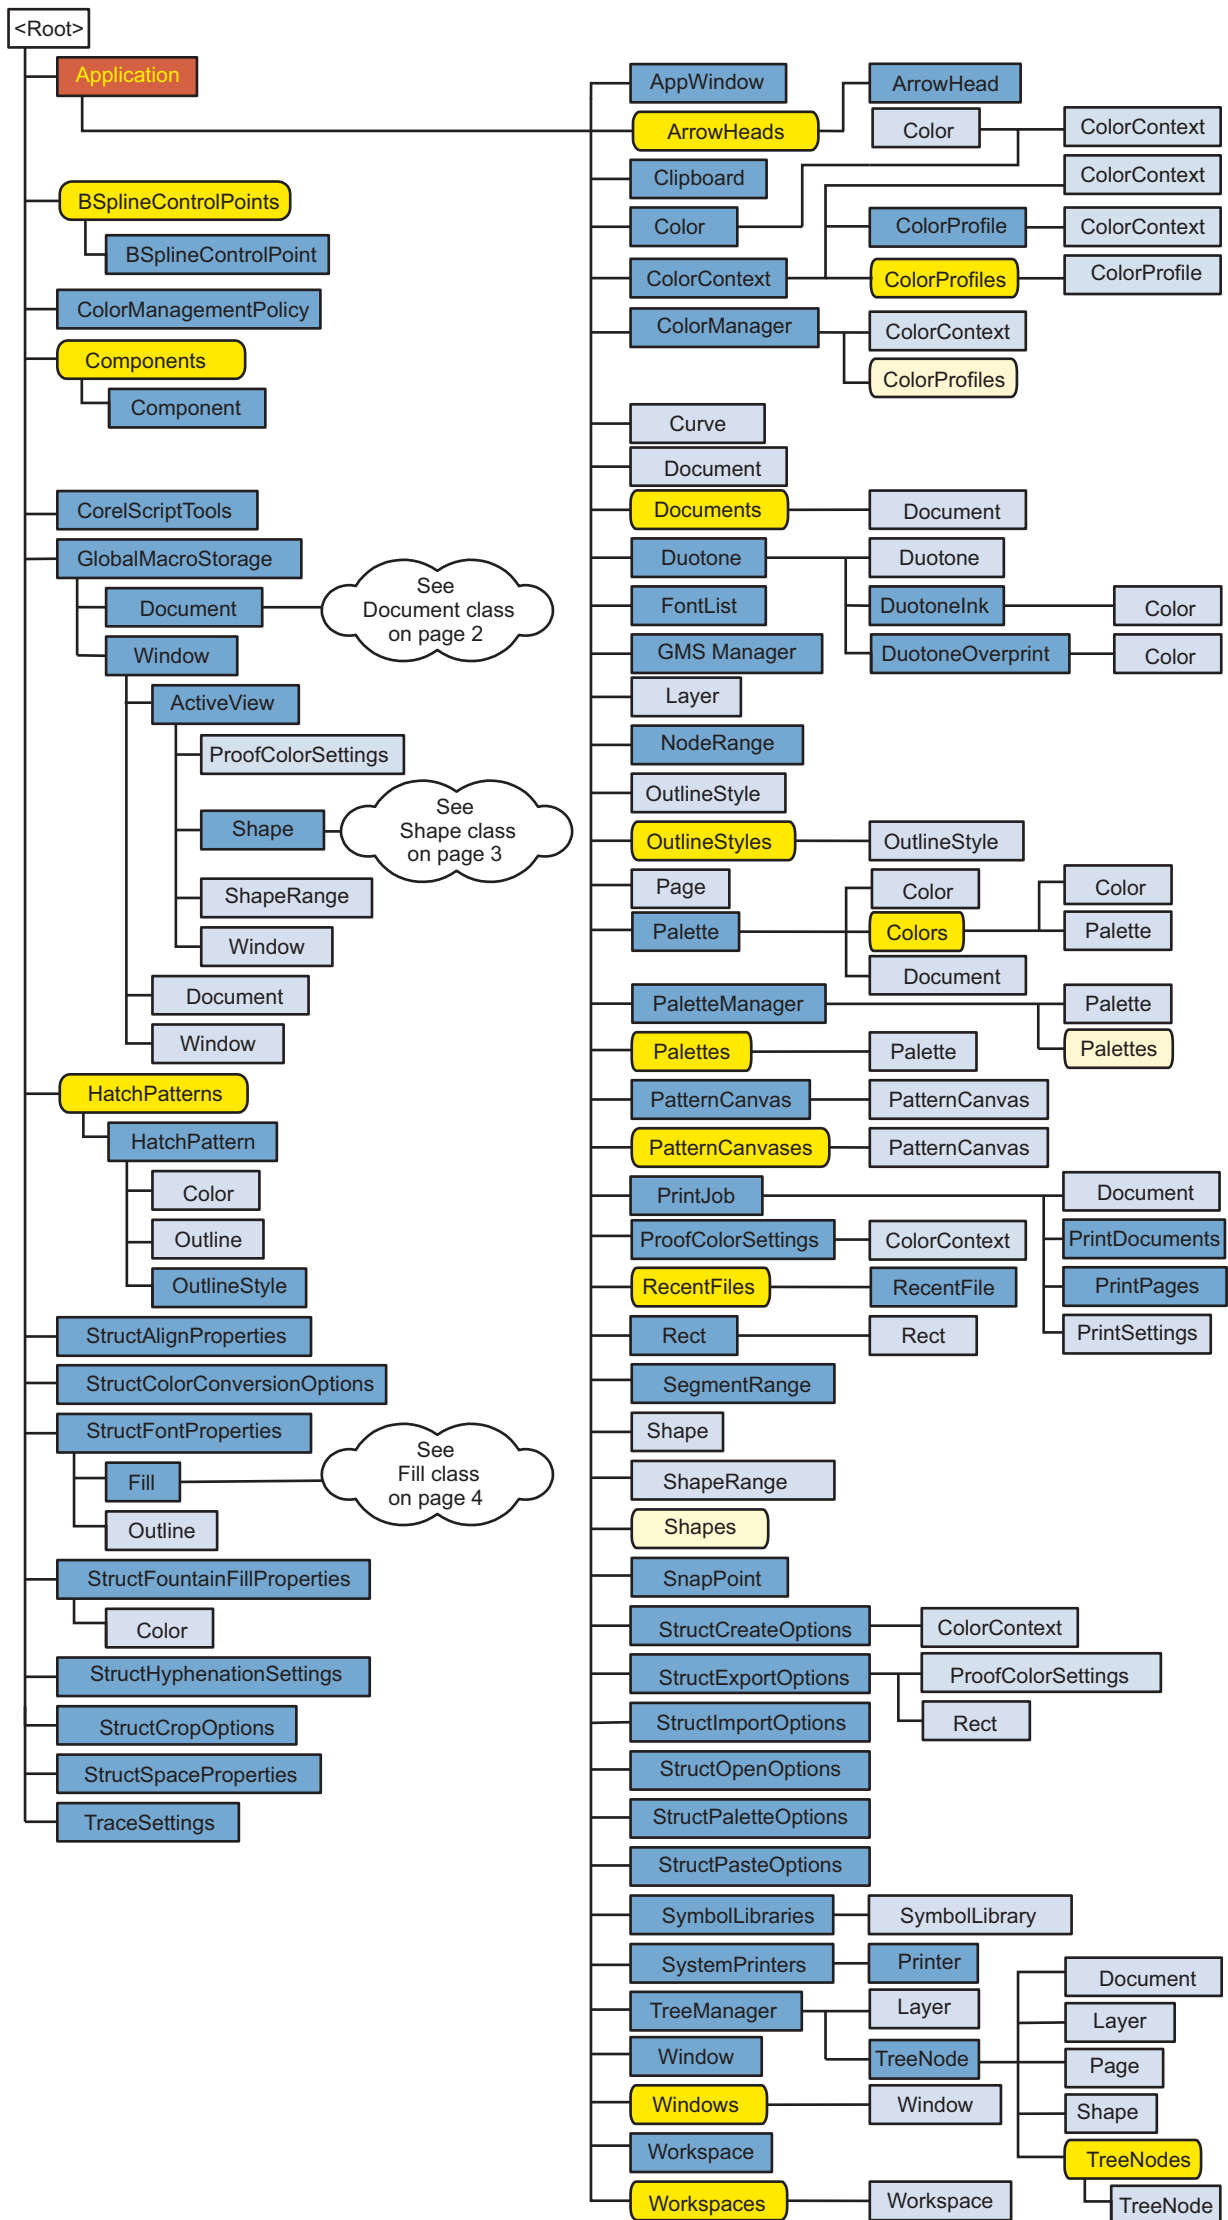 <Root>
Application
BSplineControlPoints
BSplineControlPoint
ColorManagementPolicy
Components
Component
CorelScriptTools
GlobalMacroStorage
Document
See
Document class
on page 2
Window
ActiveView
ProofColorSettings
Shape
See
Shape class
on page 3
ShapeRange
Window
Document
Window
HatchPatterns
HatchPattern
Color
Outline
OutlineStyle
StructAlignProperties
StructColorConversionOptions
StructFontProperties
Fill
See
Fill class
on page 4
Outline
StructFountainFillProperties
Color
StructHyphenationSettings
StructCropOptions
StructSpaceProperties
TraceSettings
AppWindow
ArrowHeads
ArrowHead
Clipboard
Color
Color
ColorContext
ColorContext
ColorContext
ColorProfile
ColorContext
ColorProfiles
ColorProfile
ColorManager
ColorContext
ColorProfiles
Curve
Document
Documents
Document
Duotone
Duotone
DuotoneInk
Color
DuotoneOverprint
Color
FontList
GMS Manager
Layer
NodeRange
OutlineStyle
OutlineStyles
OutlineStyle
Page
Palette
Color
Colors
Color
Palette
Document
PaletteManager
Palette
Palettes
Palettes
Palette
PatternCanvas
PatternCanvas
PatternCanvases
PatternCanvas
PrintJob
Document
PrintDocuments
PrintPages
PrintSettings
ProofColorSettings
ColorContext
RecentFiles
RecentFile
Rect
Rect
SegmentRange
Shape
ShapeRange
Shapes
SnapPoint
StructCreateOptions
ColorContext
StructExportOptions
ProofColorSettings
Rect
StructImportOptions
StructOpenOptions
StructPaletteOptions
StructPasteOptions
SymbolLibraries
SymbolLibrary
SystemPrinters
Printer
TreeManager
Layer
TreeNode
Document
Layer
Page
Shape
TreeNodes
TreeNode
Window
Windows
Window
Workspace
Workspaces
Workspace